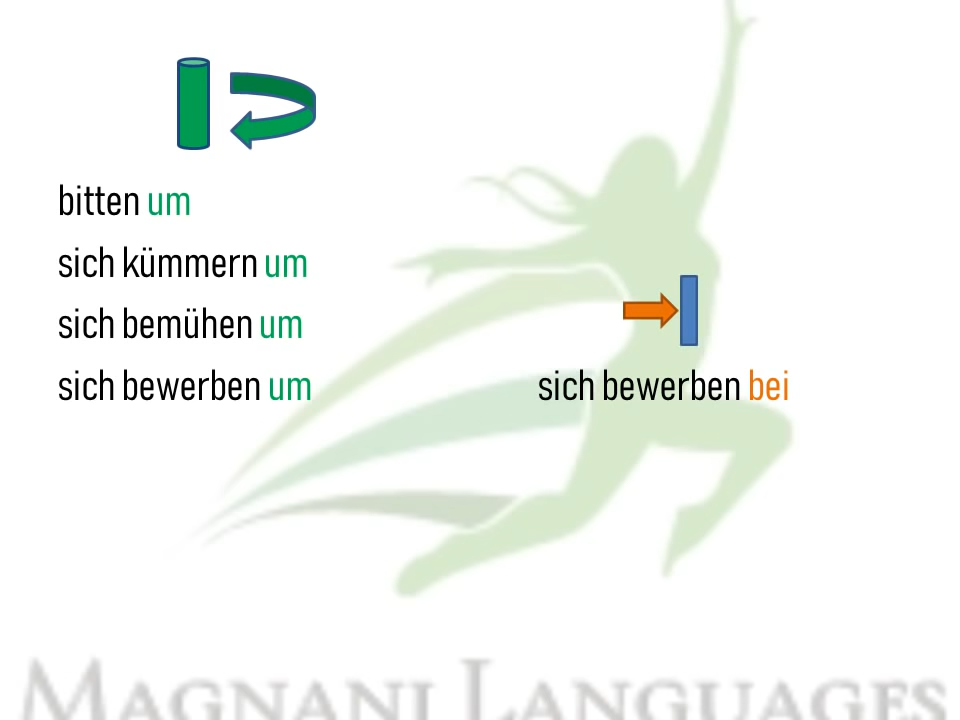 bitten um
sich kümmern um
sich bemühen um
sich bewerben um
sich bewerben bei
MAGNANI LANGUAGES